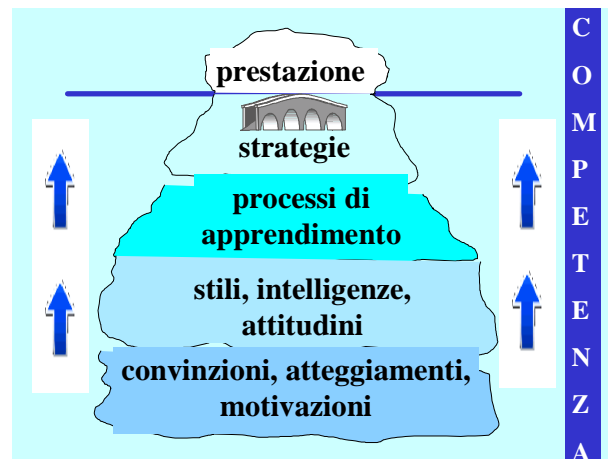 prestazione
strategie
processi di
apprendimento
stili, intelligenze,
attitudini
convinzioni, atteggiamenti,
motivazioni
C
O
M
P
E
T
E
N
Z
A